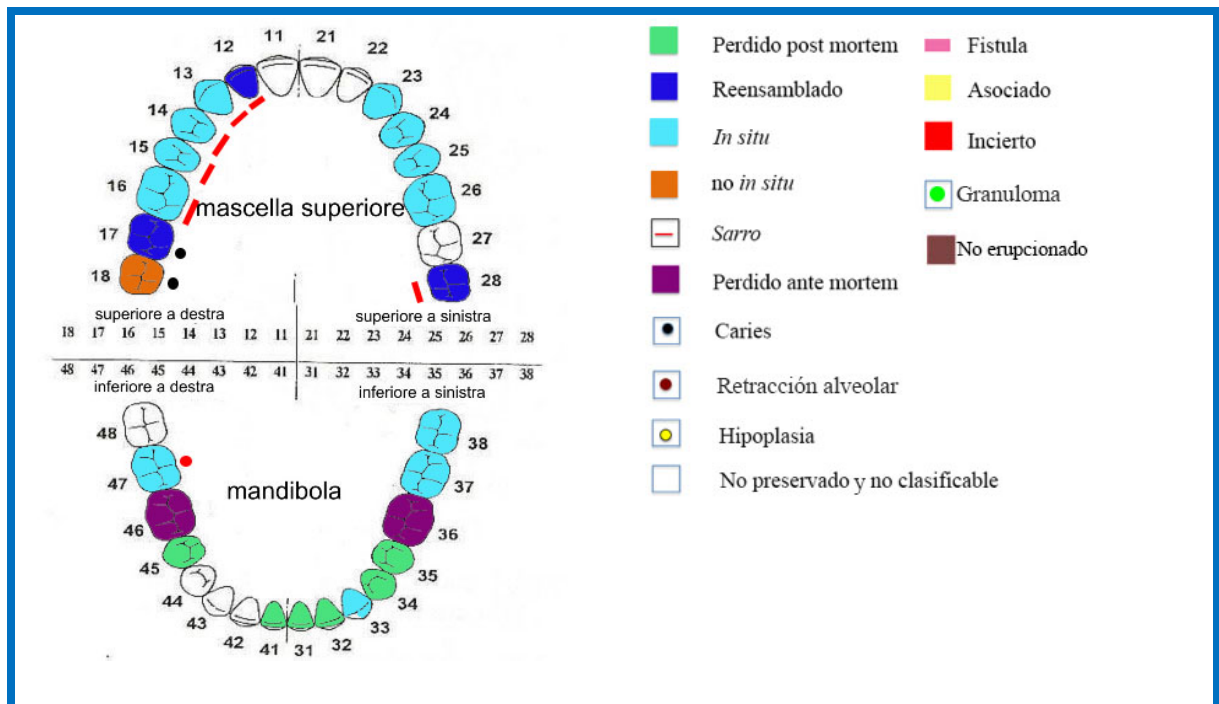 11 21
12 22
13 23
14 24
15 25
16 26
mascella superiore
17 27
18 28
superiore a destra superiore a sinistra
18 17 16 15 14 13 12 11 21 22 23 24 25 26 27 28
48 47 46 45 44 43 42 41 31 32 33 34 35 36 37 38
inferiore a destra inferiore a sinistra
48 38
47 37
mandibola
46 36
45 35
44 34
43 33
42 41 31 32
Perdido post mortem
Reensamblado
In situ
no in situ
Sarro
Perdido ante mortem
Caries
Retracción alveolar
Hipoplasia
No preservado y no clasificable
Fistula
Asociado
Incierto
Granuloma
No erupcionado